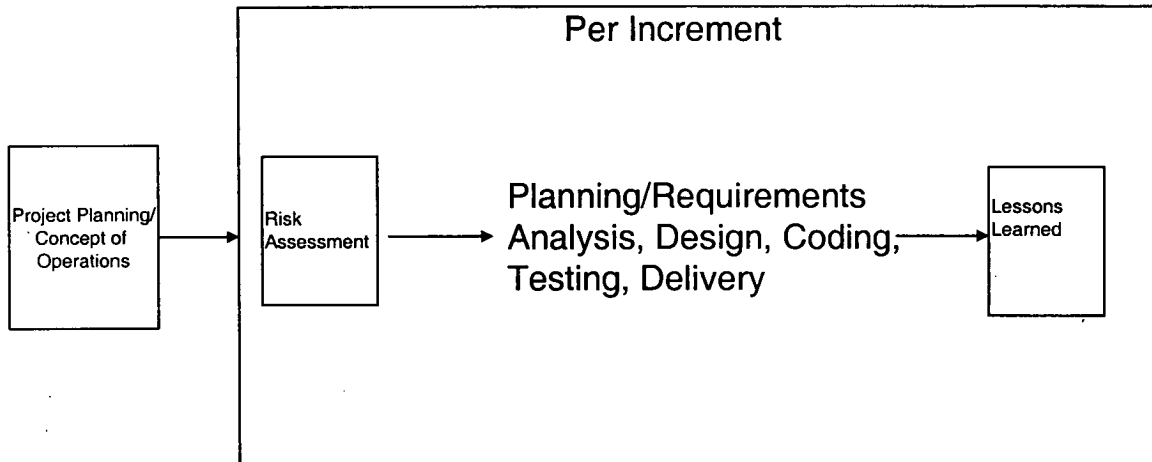 Per Increment
Project Planning/
Concept of
Operations
Risk
Assessment
Planning/Requirements
Analysis, Design, Coding,
Testing, Delivery
Lessons
Learned